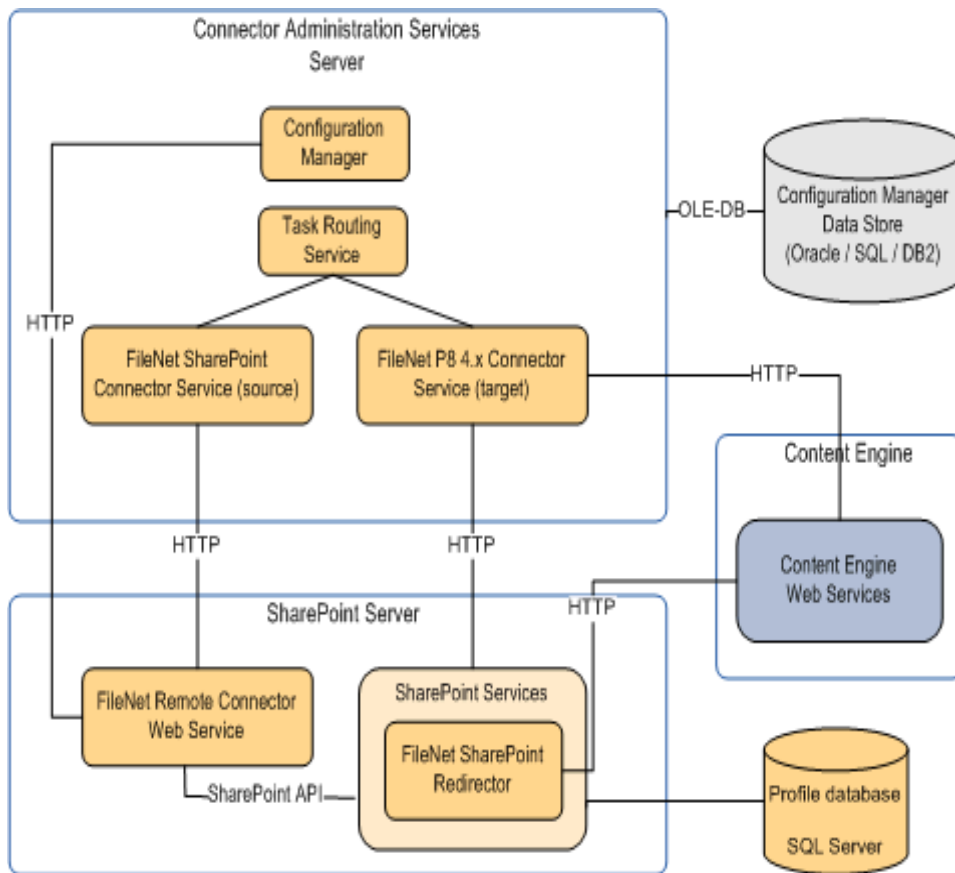 Connector Administration Services
Server
Configuration
Manager
Task Routing
Service
OLE-DB
Configuration Manager
Data Store
(Oracle / SQL / DB2)
HTTP
FileNet SharePoint
Connector Service (source)
FileNet P8 4.x Connector
Service (target)
HTTP
Content Engine
HTTP
HTTP
Content Engine
Web Services
HTTP
SharePoint Server
FileNet Remote Connector
Web Service
SharePoint Services
FileNet SharePoint
Redirector
SharePoint API
Profile database
SQL Server